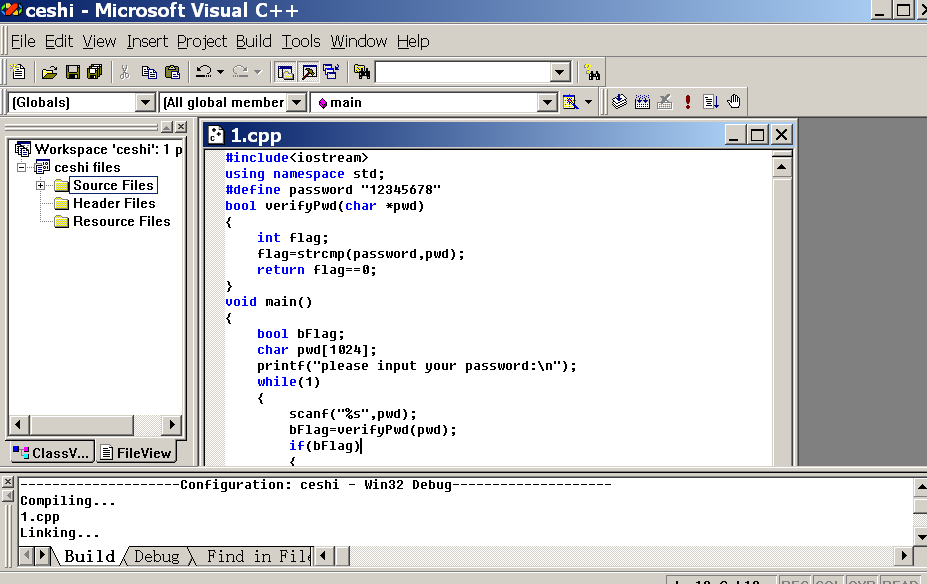 ceshi - Microsoft Visual C++
File Edit View Insert Project Build Tools Window Help
(Globals) (All global member main
Workspace 'ceshi': 1 p
ceshi files
Source Files
Header Files
Resource Files
ClassV... FileView
1.cpp
#include<iostream>
using namespace std;
#define password "12345678"
bool verifyPwd(char *pwd)
{
int flag;
flag=strcmp(password,pwd);
return flag==0;
}
void main()
{
bool bFlag;
char pwd[1024];
printf("please input your password:\n");
while(1)
{
scanf("%s",pwd);
bFlag=verifyPwd(pwd);
if(bFlag)
{
--------------------Configuration: ceshi - Win32 Debug--------------------
Compiling...
1.cpp
Linking...
Build Debug Find in File